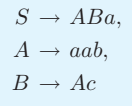 S → ABa,
A → aab,
B → Ac